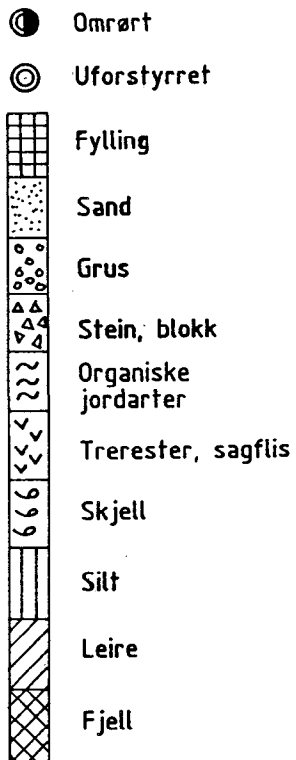 Omrørt
Uforstyrret
Fylling
Sand
Grus
Stein, blokk
Organiske
jordarter
Trerester, sagflis
Skjell
Silt
Leire
Fjell